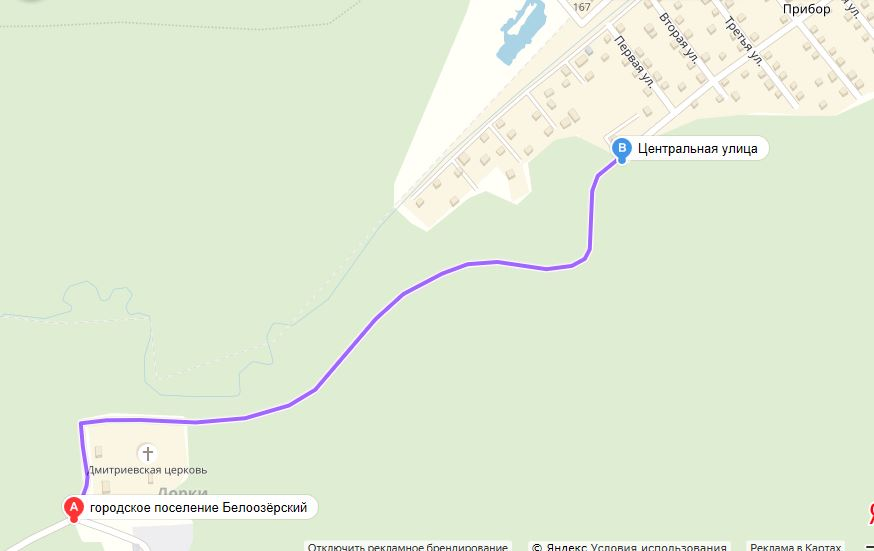 167
Прибор
Первая ул.
Вторая ул.
Третья ул.
ул.
В
Центральная улица
Дмитриевская церковь
Лорки
А
городское поселение Белоозёрский
Отключить рекламное брендирование
© Яндекс Условия использования
Реклама в Картах
Я